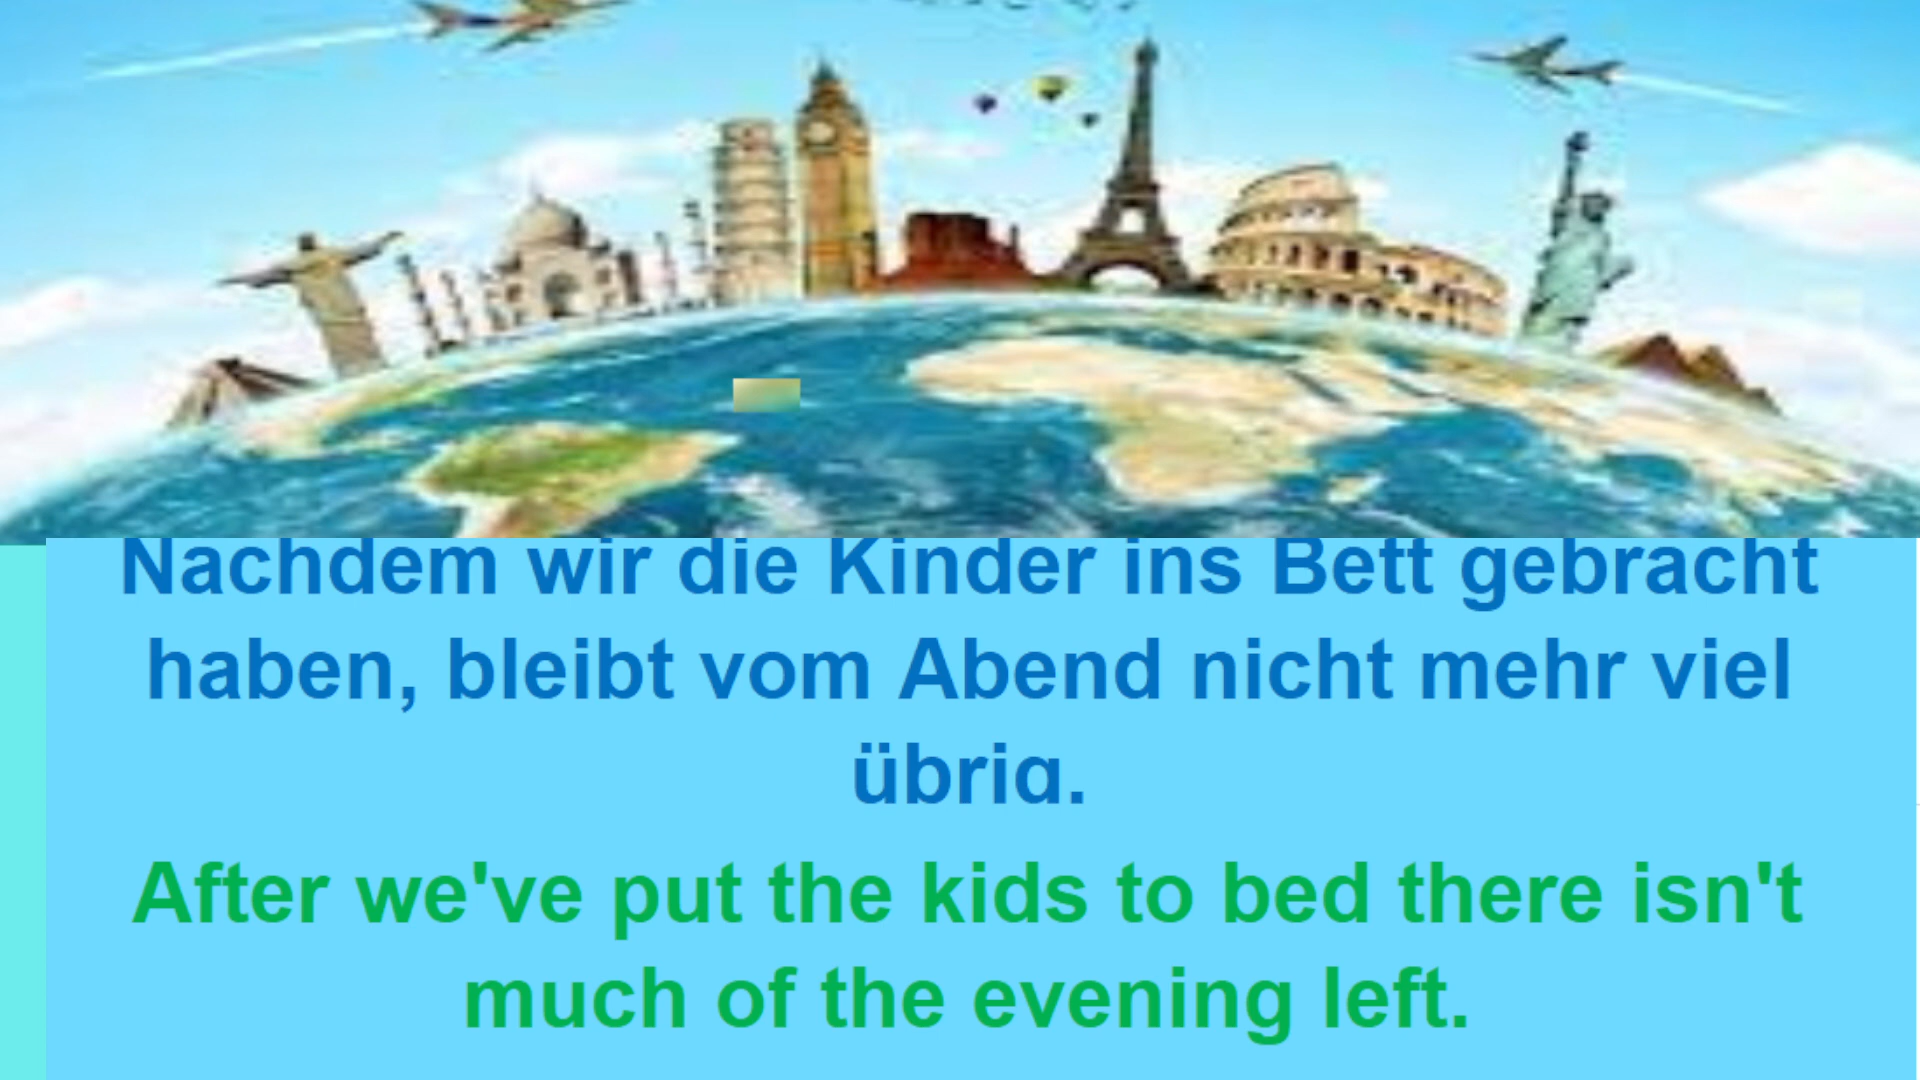 Nachdem wir die Kinder ins Bett gebracht
haben, bleibt vom Abend nicht mehr viel
übrig.
After we've put the kids to bed there isn't
much of the evening left.